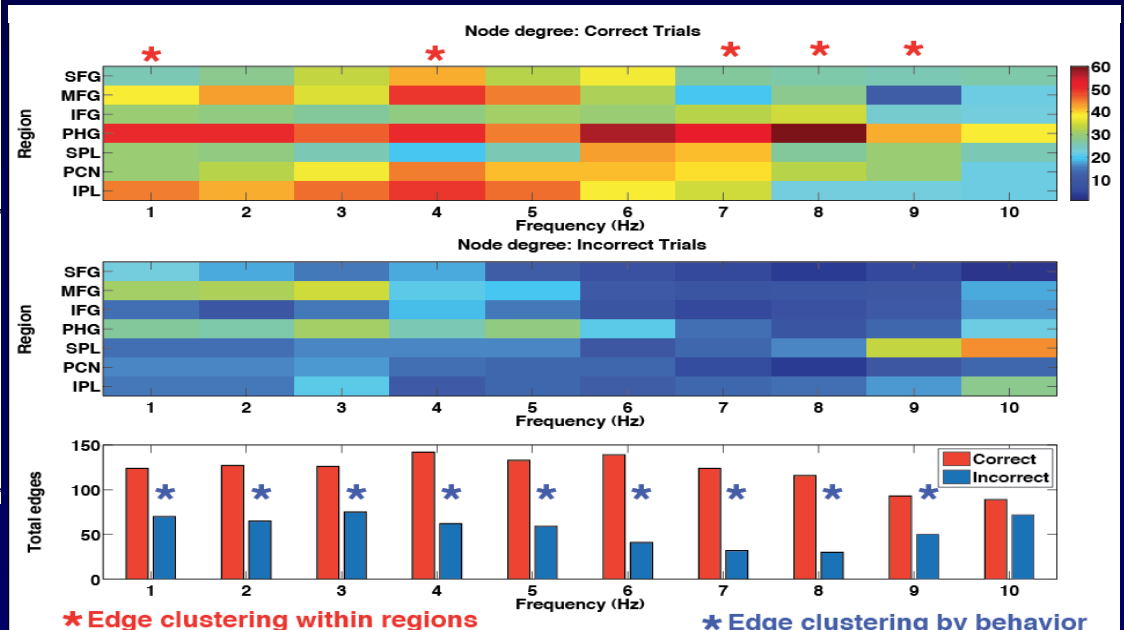 Node degree: Correct Trials
* * * * *
Region
SFG
MFG
IFG
PHG
SPL
PCN
IPL
1 2 3 4 5 6 7 8 9 10
Frequency (Hz)
60
50
40
30
20
10
Node degree: Incorrect Trials
Region
SFG
MFG
IFG
PHG
SPL
PCN
IPL
1 2 3 4 5 6 7 8 9 10
Frequency (Hz)
Total edges
150
100
50
0
* * * * * * * * *
Correct
Incorrect
1 2 3 4 5 6 7 8 9 10
Frequency (Hz)
* Edge clustering within regions
* Edge clustering by behavior